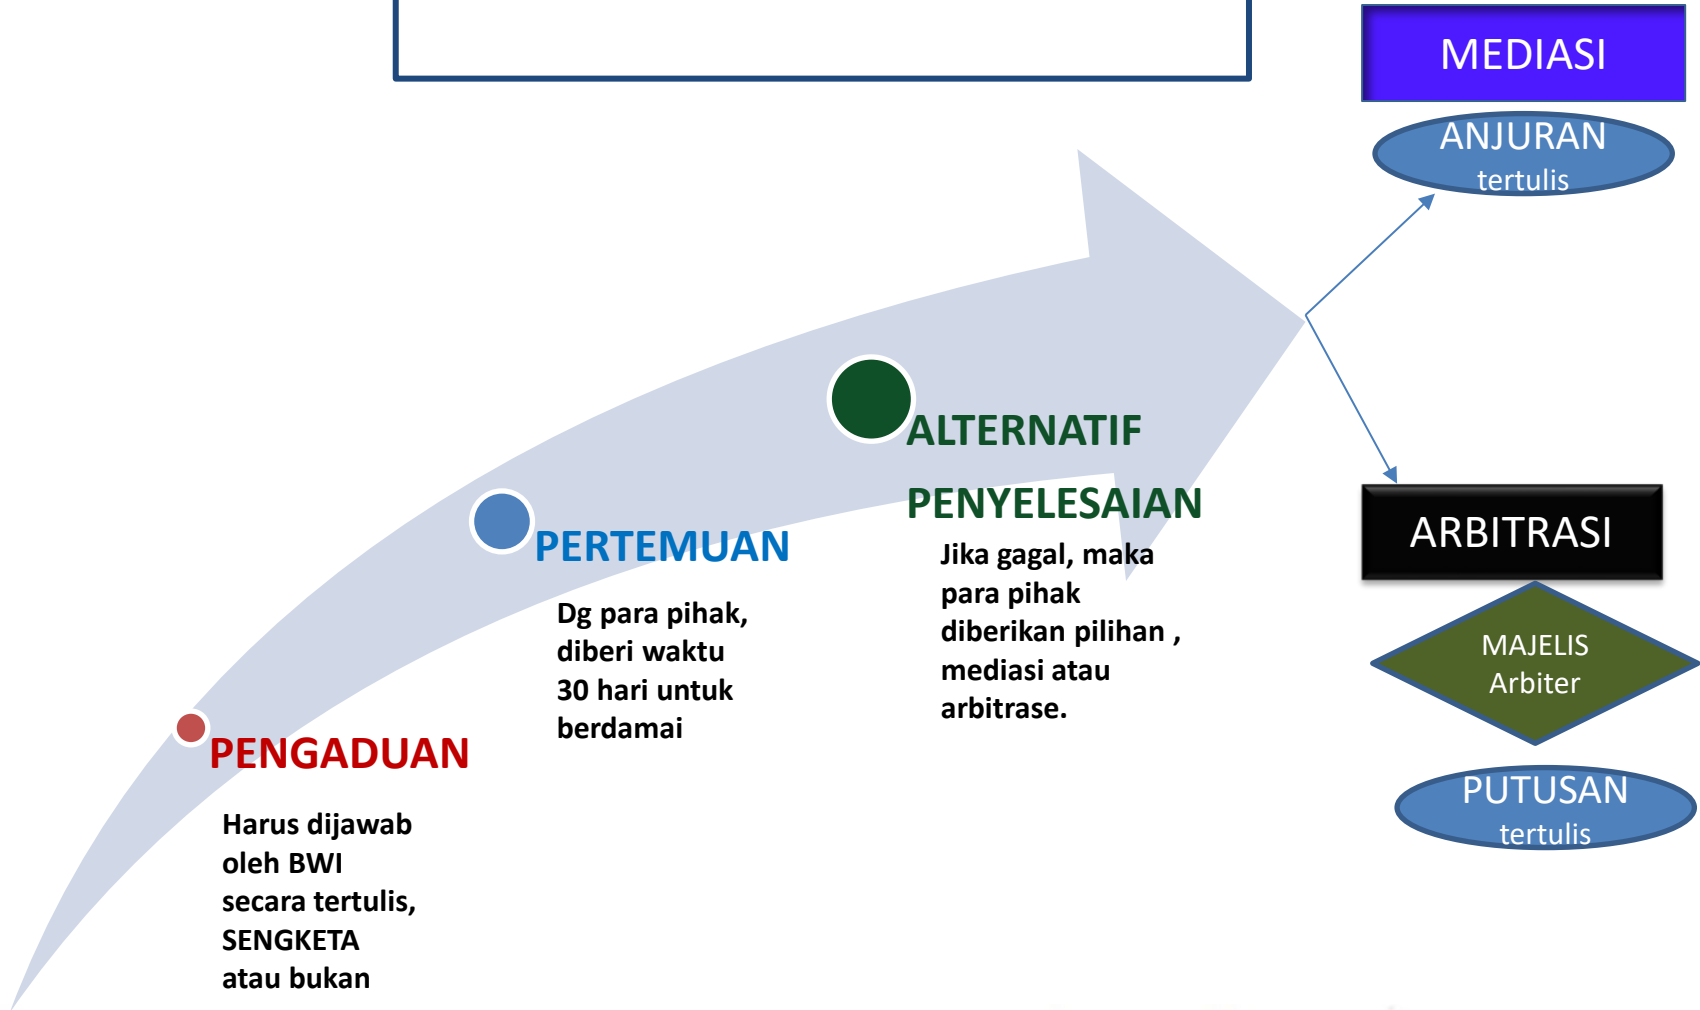 PENGADUAN
Harus dijawab
oleh BWI
secara tertulis,
SENGKETA
atau bukan
PERTEMUAN
Dg para pihak,
diberi waktu
30 hari untuk
berdamai
ALTERNATIF
PENYELESAIAN
Jika gagal, maka
para pihak
diberikan pilihan ,
mediasi atau
arbitrase.
MEDIASI
ANJURAN
tertulis
ARBITRASI
MAJELIS
Arbiter
PUTUSAN
tertulis